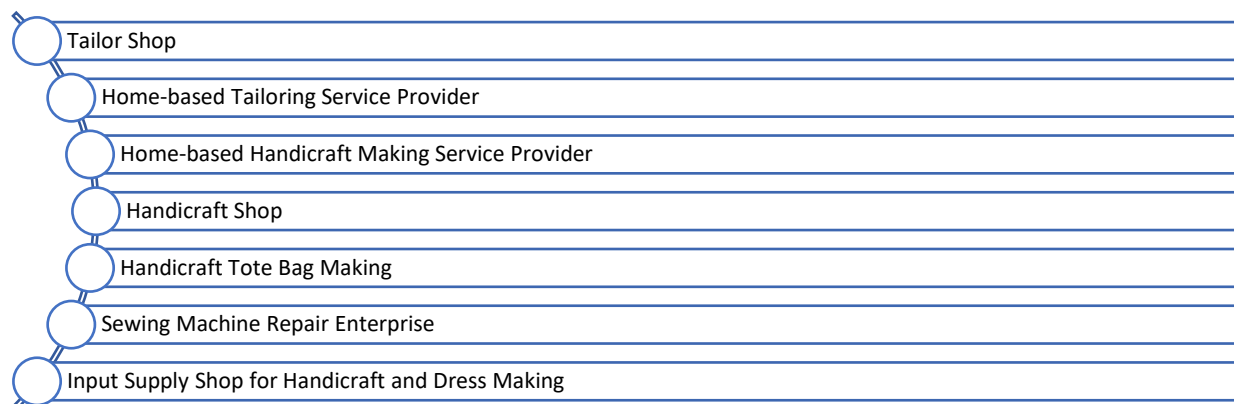 Tailor Shop
Home-based Tailoring Service Provider
Home-based Handicraft Making Service Provider
Handicraft Shop
Handicraft Tote Bag Making
Sewing Machine Repair Enterprise
Input Supply Shop for Handicraft and Dress Making